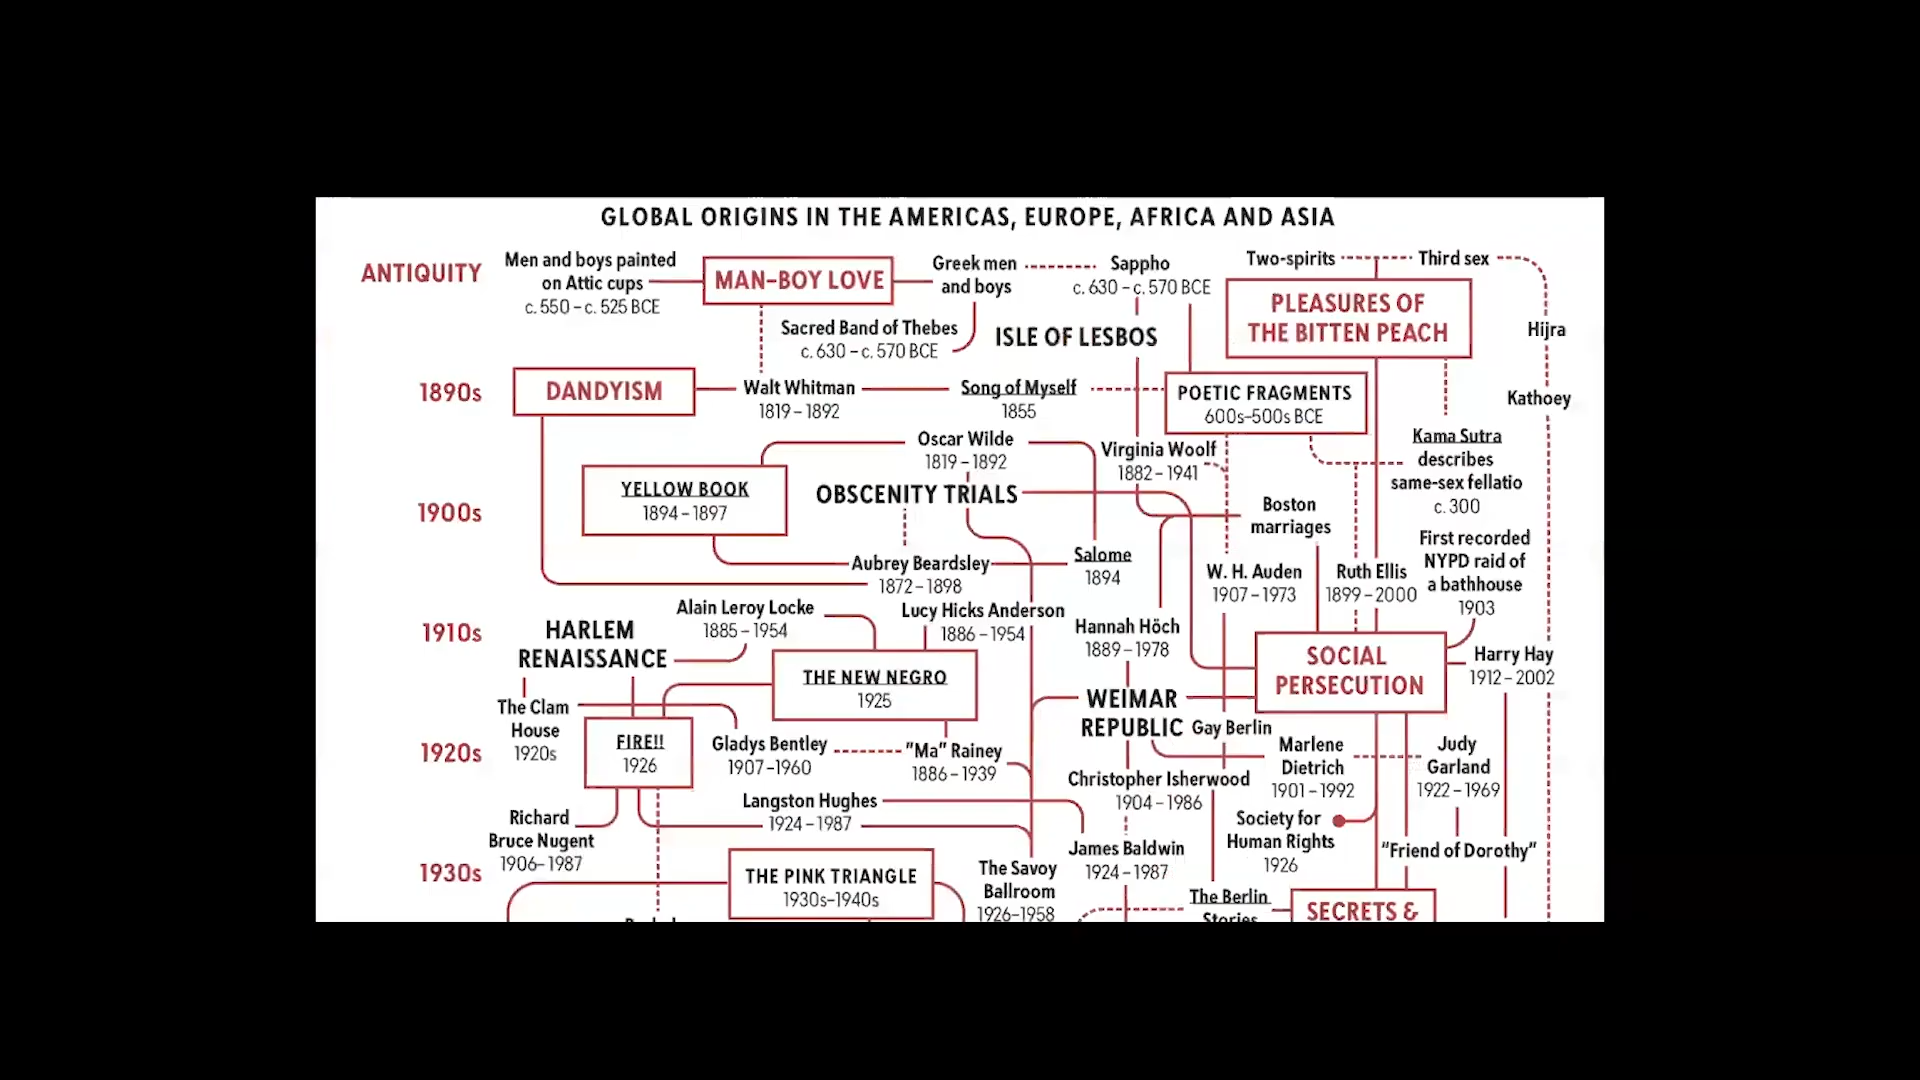 GLOBAL ORIGINS IN THE AMERICAS, EUROPE, AFRICA AND ASIA
ANTIQUITY
Men and boys painted
on Attic cups
c. 550 – c. 525 BCE
MAN–BOY LOVE
Greek men
and boys
Sappho
c. 630 – c. 570 BCE
Two-spirits
Third sex
PLEASURES OF
THE BITTEN PEACH
Sacred Band of Thebes
c. 630 – c. 570 BCE
ISLE OF LESBOS
Hijra
1890s
DANDYISM
Walt Whitman
1819 – 1892
Song of Myself
1855
POETIC FRAGMENTS
600s–500s BCE
Kathoey
Oscar Wilde
1819 – 1892
Virginia Woolf
1882 – 1941
Kama Sutra
describes
same-sex fellatio
c. 300
YELLOW BOOK
1894 – 1897
OBSCENITY TRIALS
1900s
Boston
marriages
First recorded
NYPD raid of
a bathhouse
1903
Aubrey Beardsley
1872 – 1898
Salome
1894
W. H. Auden
1907 – 1973
Ruth Ellis
1899 – 2000
Alain Leroy Locke
1885 – 1954
Lucy Hicks Anderson
1886 – 1954
1910s
HARLEM
RENAISSANCE
Hannah Höch
1889 – 1978
SOCIAL
PERSECUTION
Harry Hay
1912 – 2002
THE NEW NEGRO
1925
The Clam
House
1920s
WEIMAR
REPUBLIC
Gay Berlin
1920s
FIRE!!
1926
Gladys Bentley
1907 –1960
"Ma" Rainey
1886 – 1939
Marlene
Dietrich
1901 – 1992
Judy
Garland
1922 – 1969
Christopher Isherwood
1904 – 1986
Langston Hughes
1924 – 1987
Richard
Bruce Nugent
1906– 1987
Society for
Human Rights
1926
"Friend of Dorothy"
James Baldwin
1924 – 1987
1930s
THE PINK TRIANGLE
1930s–1940s
The Savoy
Ballroom
1926–1958
The Berlin
Stories
SECRETS &